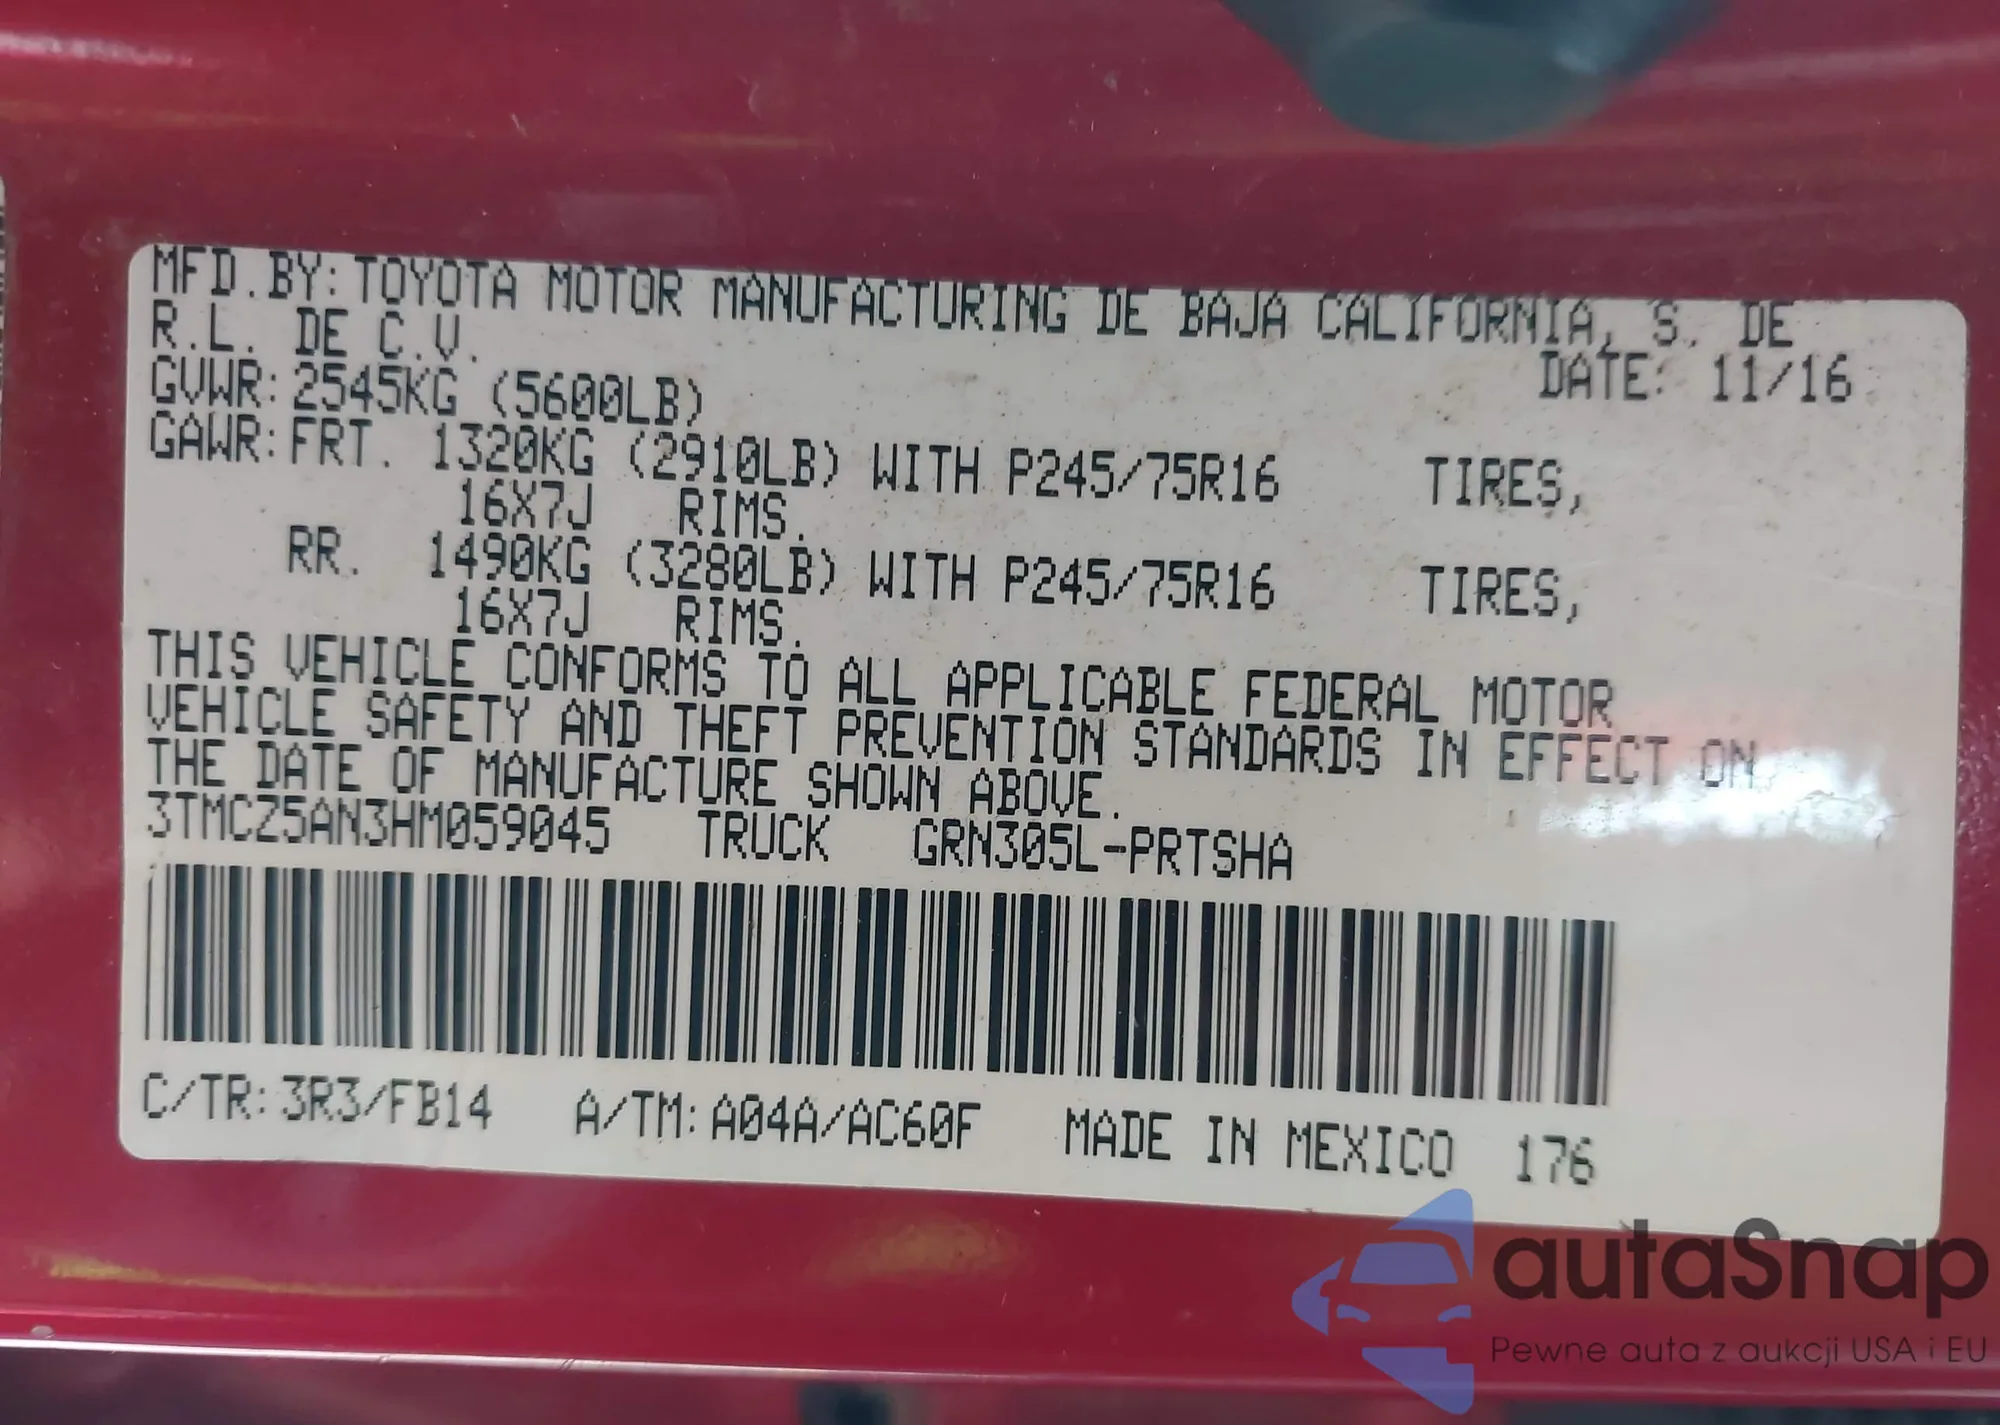 MFD.BY:TOYOTA MOTOR MANUFACTURING DE BAJA CALIFORNIA, S. DE
R.L. DE C.V.
DATE: 11/16
GVWR:2545KG (5600LB)
GAWR:FRT. 1320KG (2910LB) WITH P245/75R16 TIRES,
16X7J RIMS.
RR. 1490KG (3280LB) WITH P245/75R16 TIRES,
16X7J RIMS.
THIS VEHICLE CONFORMS TO ALL APPLICABLE FEDERAL MOTOR
VEHICLE SAFETY AND THEFT PREVENTION STANDARDS IN EFFECT ON
THE DATE OF MANUFACTURE SHOWN ABOVE.
3TMCZ5AN3HM059045 TRUCK GRN305L-PRTSHA
C/TR:3R3/FB14 A/TM:A04A/AC60F MADE IN MEXICO 176
autaSnap
Pewne auta z aukcji USA i EU